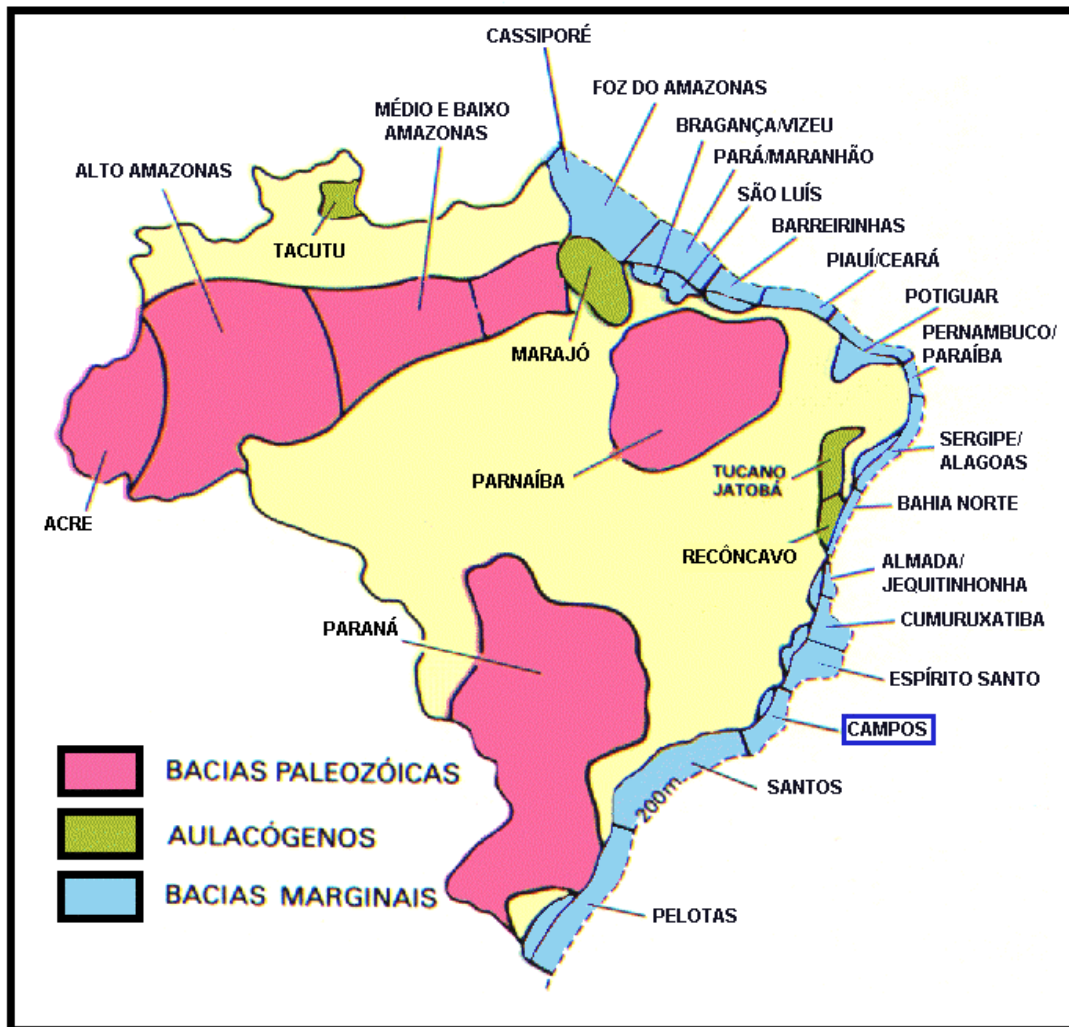 CASSIPORÉ
FOZ DO AMAZONAS
MÉDIO E BAIXO
AMAZONAS
BRAGANÇA/VIZEU
PARÁ/MARANHÃO
ALTO AMAZONAS
SÃO LUÍS
BARREIRINHAS
TACUTU
PIAUÍ/CEARÁ
POTIGUAR
PERNAMBUCO/
PARAÍBA
MARAJÓ
SERGIPE/
ALAGOAS
TUCANO
JATOBÁ
PARNAÍBA
BAHIA NORTE
ACRE
RECÔNCAVO
ALMADA/
JEQUITINHONHA
CUMURUXATIBA
PARANÁ
ESPÍRITO SANTO
CAMPOS
BACIAS PALEOZÓICAS
SANTOS
200m
AULACÓGENOS
BACIAS MARGINAIS
PELOTAS